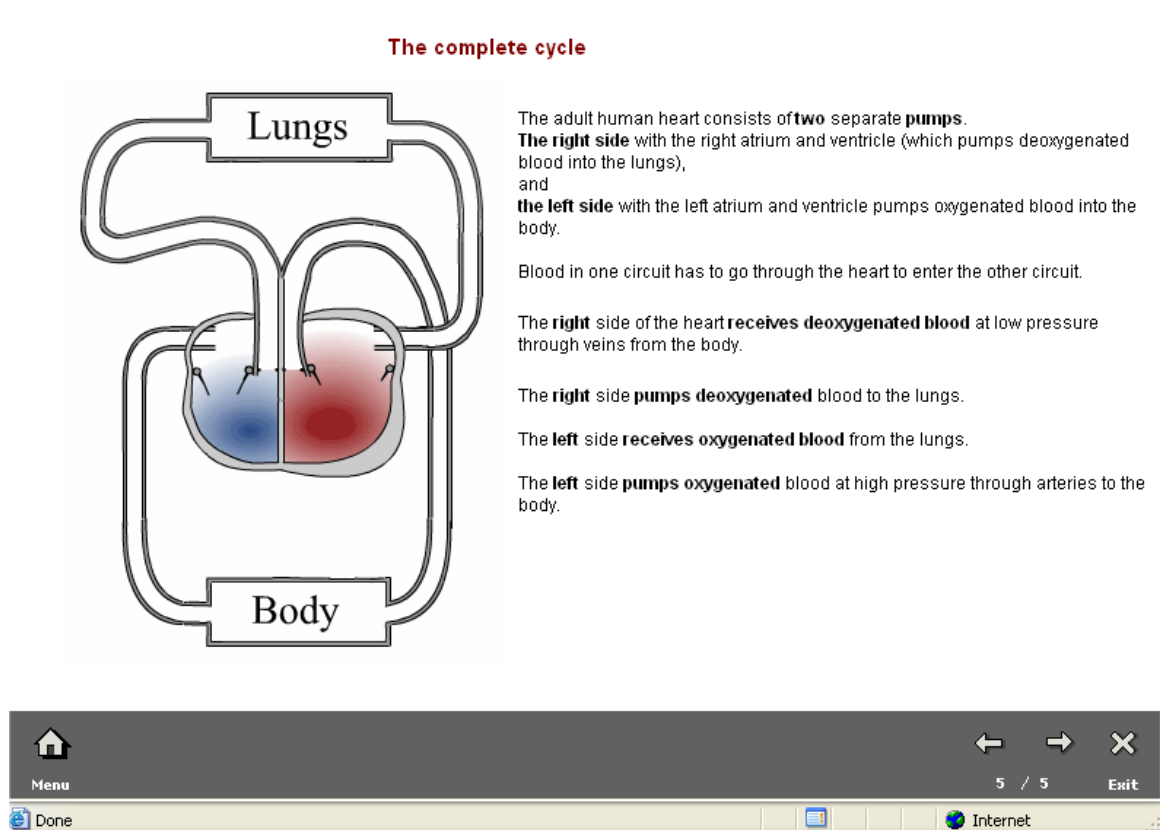 The complete cycle
Lungs
The adult human heart consists of two separate pumps.
The right side with the right atrium and ventricle (which pumps deoxygenated
blood into the lungs),
and
the left side with the left atrium and ventricle pumps oxygenated blood into the
body.
Blood in one circuit has to go through the heart to enter the other circuit.
The right side of the heart receives deoxygenated blood at low pressure
through veins from the body.
The right side pumps deoxygenated blood to the lungs.
The left side receives oxygenated blood from the lungs.
The left side pumps oxygenated blood at high pressure through arteries to the
body.
Body
Menu
5 / 5
Exit
Done
Internet